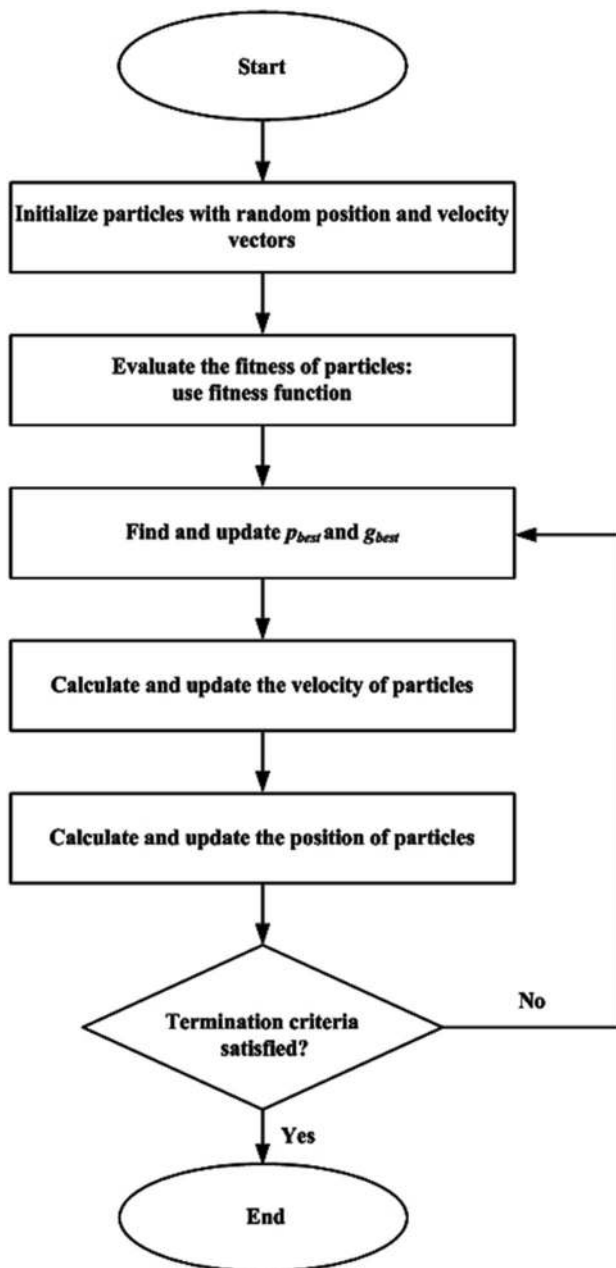 Start
Initialize particles with random position and velocity
vectors
Evaluate the fitness of particles:
use fitness function
Find and update p_best and g_best
Calculate and update the velocity of particles
Calculate and update the position of particles
Termination criteria
satisfied?
No
Yes
End